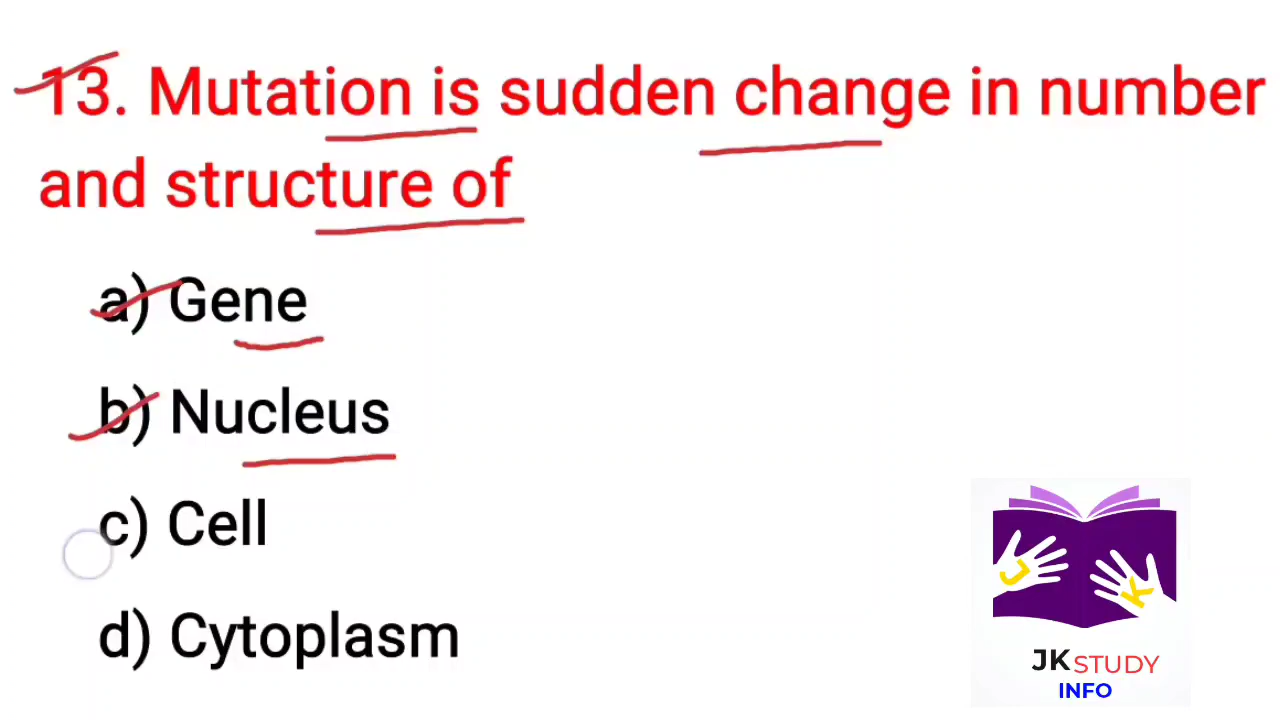 13. Mutation is sudden change in number
and structure of
a) Gene
b) Nucleus
c) Cell
d) Cytoplasm
J K
JK STUDY
INFO